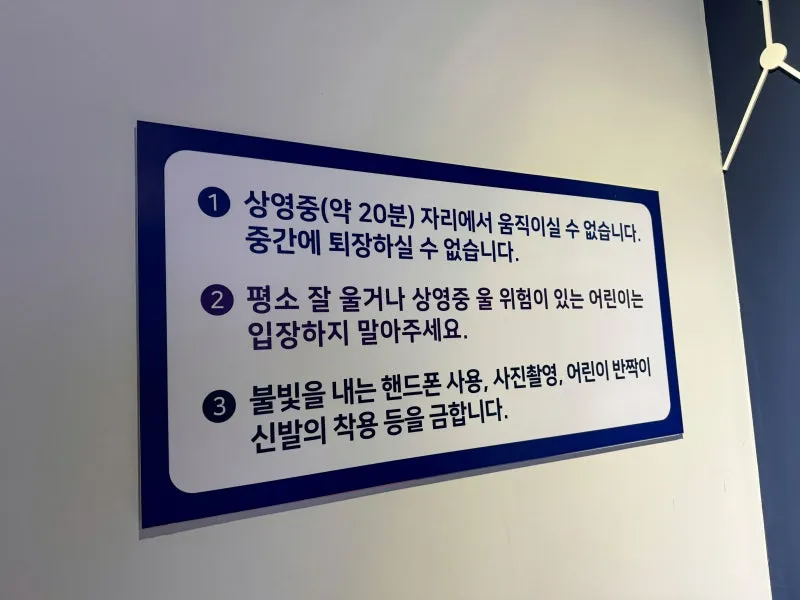 1 상영중(약 20분) 자리에서 움직이실 수 없습니다.
중간에 퇴장하실 수 없습니다.
2 평소 잘 울거나 상영중 울 위험이 있는 어린이는
입장하지 말아주세요.
3 불빛을 내는 핸드폰 사용, 사진촬영, 어린이 반짝이
신발의 착용 등을 금합니다.